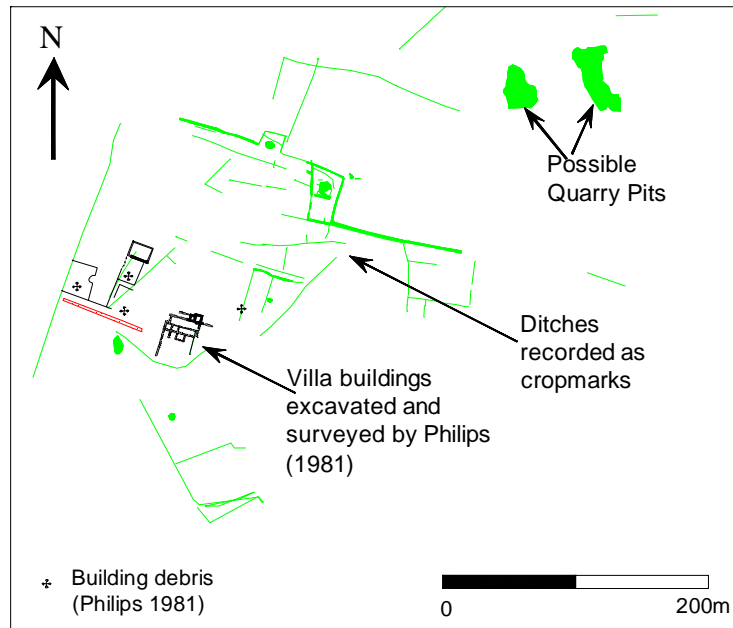 N
Possible
Quarry Pits
Ditches
recorded as
cropmarks
Villa buildings
excavated and
surveyed by Philips
(1981)
Building debris
(Philips 1981)
0
200m